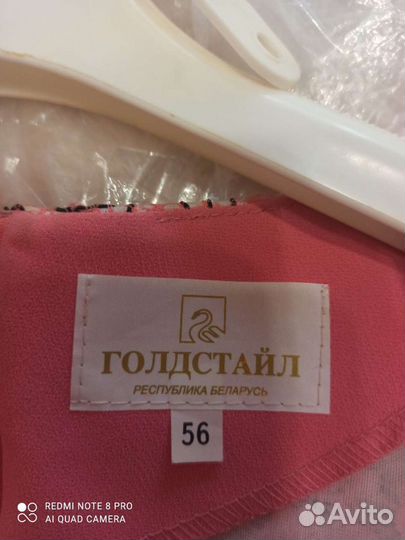 ГОЛДСТАЙЛ
РЕСПУБЛИКА БЕЛАРУСЬ
56
REDMI NOTE 8 PRO
AI QUAD CAMERA
Avito